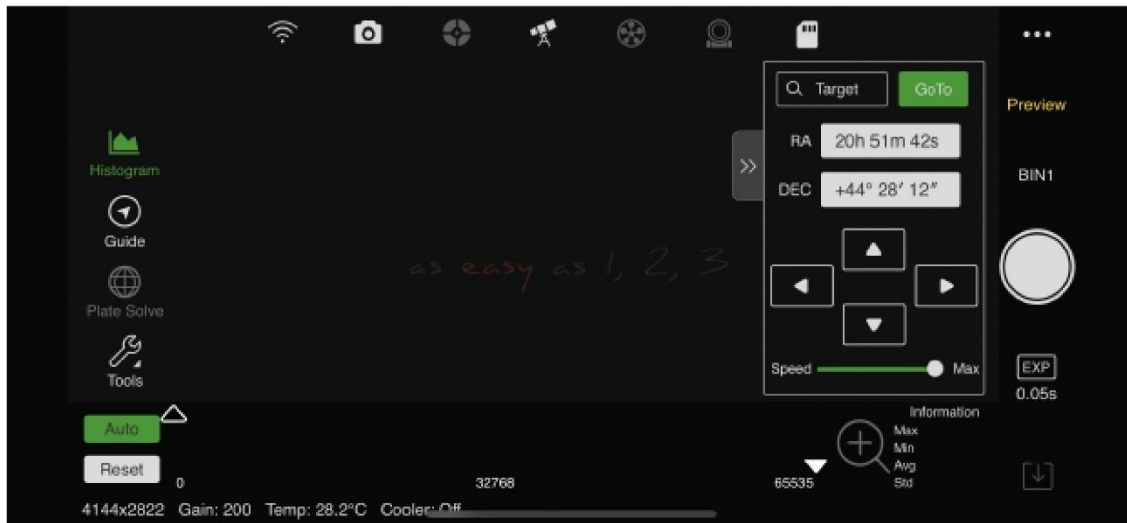 Target GoTo
Preview
RA 20h 51m 42s
Histogram
BIN1
DEC +44° 28′ 12″
Guide
as easy as 1, 2, 3
Plate Solve
Speed Max
EXP
Tools
0.05s
Information
Auto
Max
Min
Reset
Avg
0 32768 65535 Std
4144x2822 Gain: 200 Temp: 28.2°C Cooler: Off